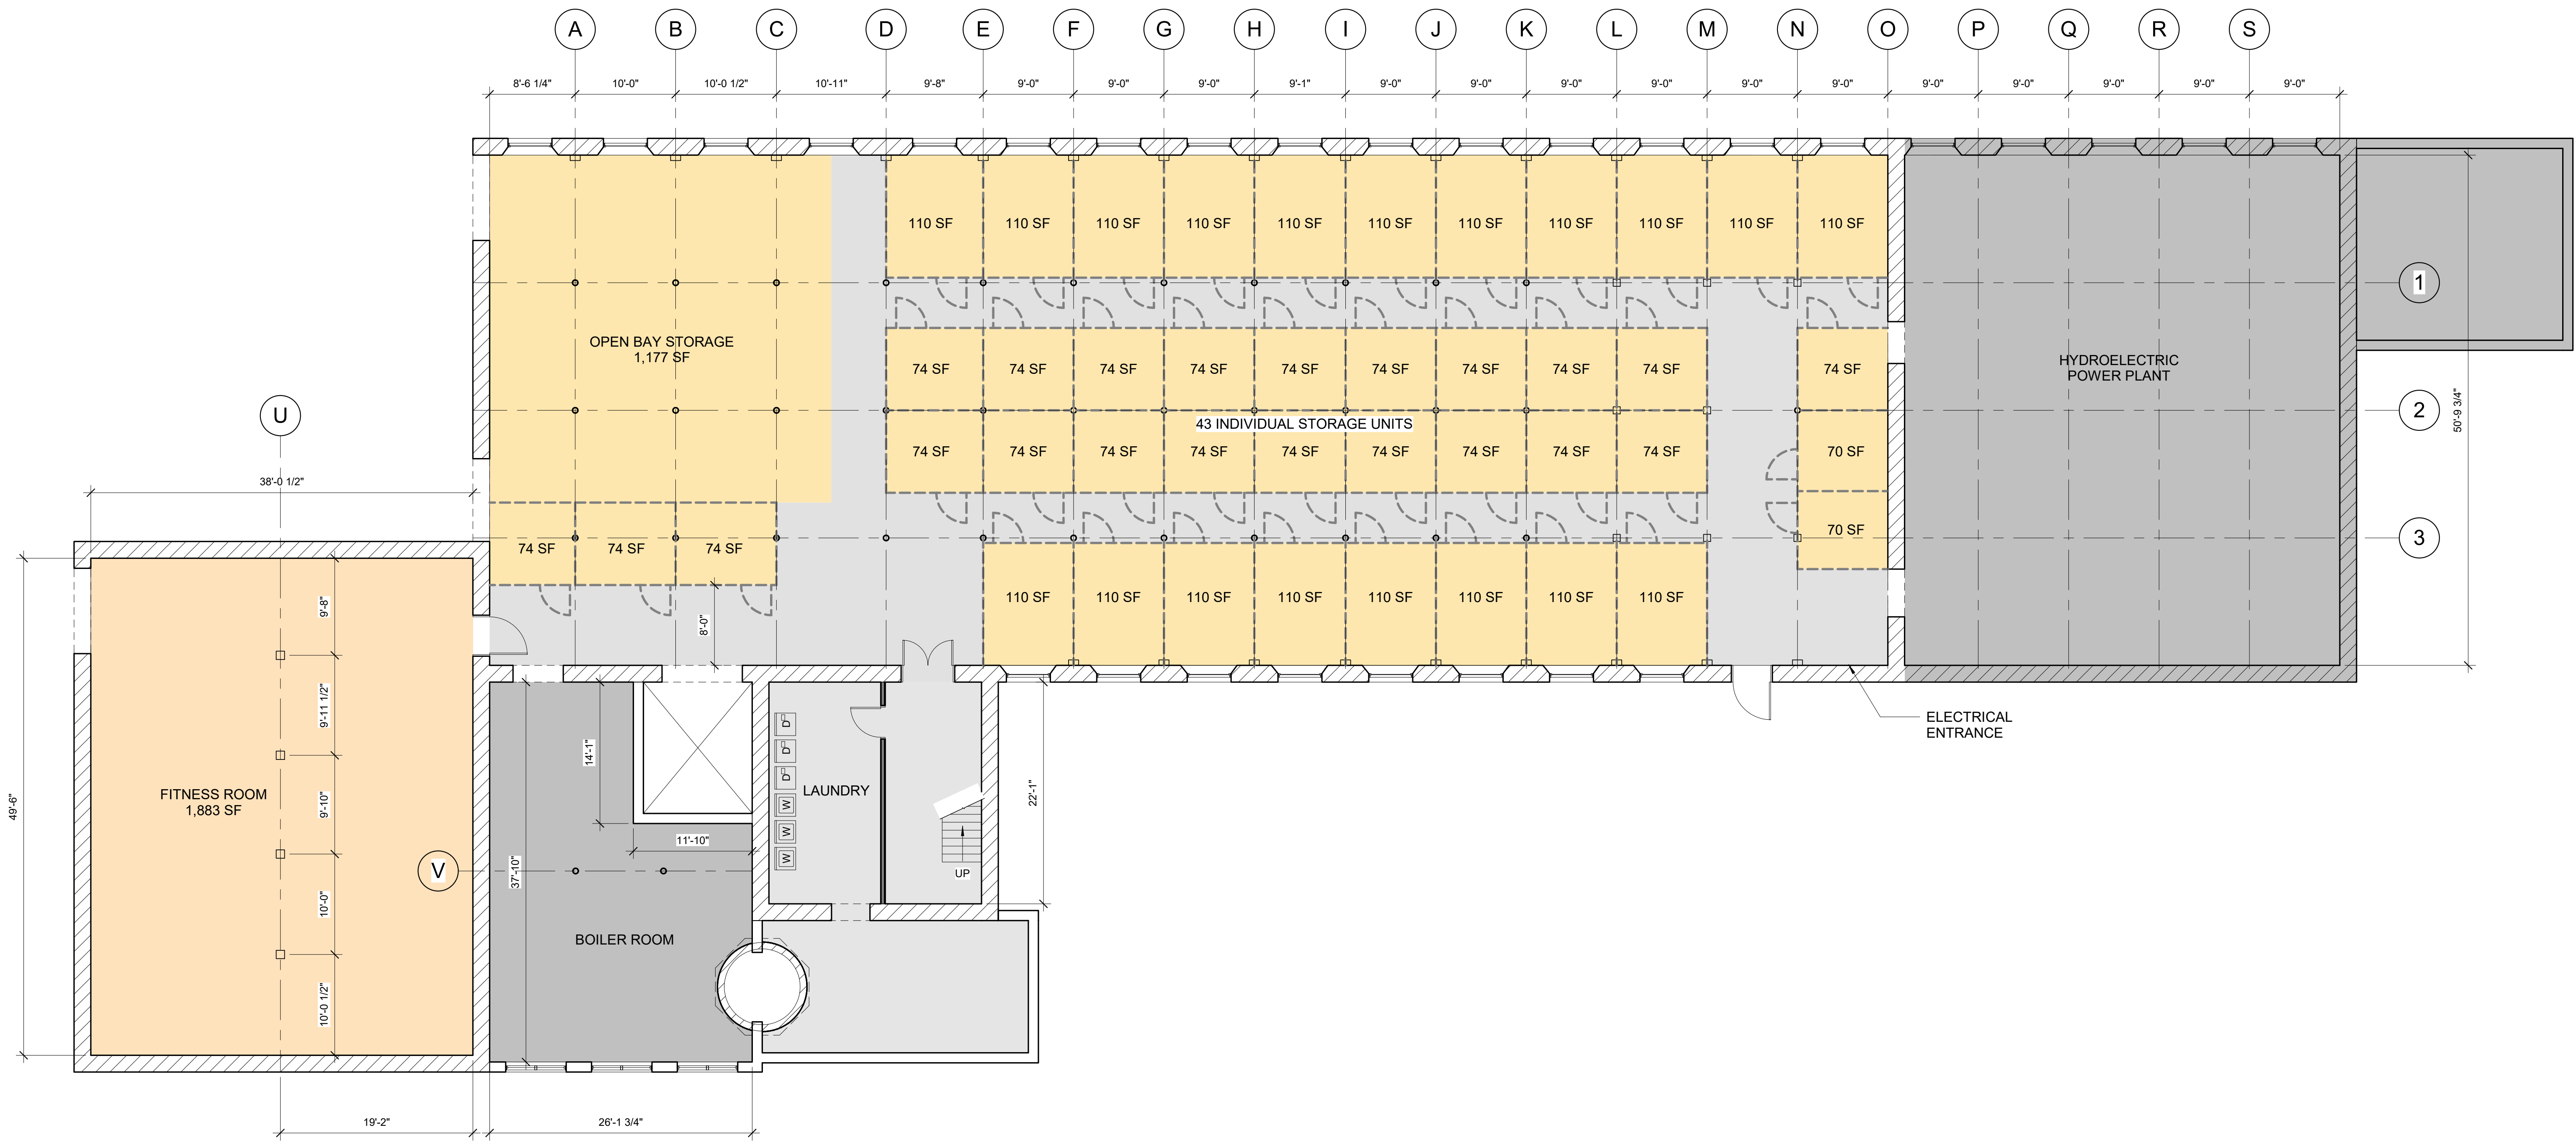 A B C D E F G H I J K L M N O P Q R S
8'-6 1/4" 10'-0" 10'-0 1/2" 10'-11" 9'-8" 9'-0" 9'-0" 9'-0" 9'-1" 9'-0" 9'-0" 9'-0" 9'-0" 9'-0" 9'-0" 9'-0" 9'-0" 9'-0" 9'-0" 9'-0"
110 SF 110 SF 110 SF 110 SF 110 SF 110 SF 110 SF 110 SF 110 SF 110 SF 110 SF
1
OPEN BAY STORAGE
1,177 SF
74 SF 74 SF 74 SF 74 SF 74 SF 74 SF 74 SF 74 SF 74 SF 74 SF
HYDROELECTRIC
POWER PLANT
50'-9 3/4"
U
2
43 INDIVIDUAL STORAGE UNITS
74 SF 74 SF 74 SF 74 SF 74 SF 74 SF 74 SF 74 SF 74 SF 70 SF
38'-0 1/2"
70 SF
3
74 SF 74 SF 74 SF
110 SF 110 SF 110 SF 110 SF 110 SF 110 SF 110 SF 110 SF
9'-8"
8'-0"
9'-11 1/2"
14'-1"
D
D
D
W
W
W
LAUNDRY
22'-1"
ELECTRICAL
ENTRANCE
FITNESS ROOM
1,883 SF
49'-6"
9'-10"
11'-10"
V
37'-10"
UP
10'-0"
BOILER ROOM
10'-0 1/2"
19'-2"
26'-1 3/4"